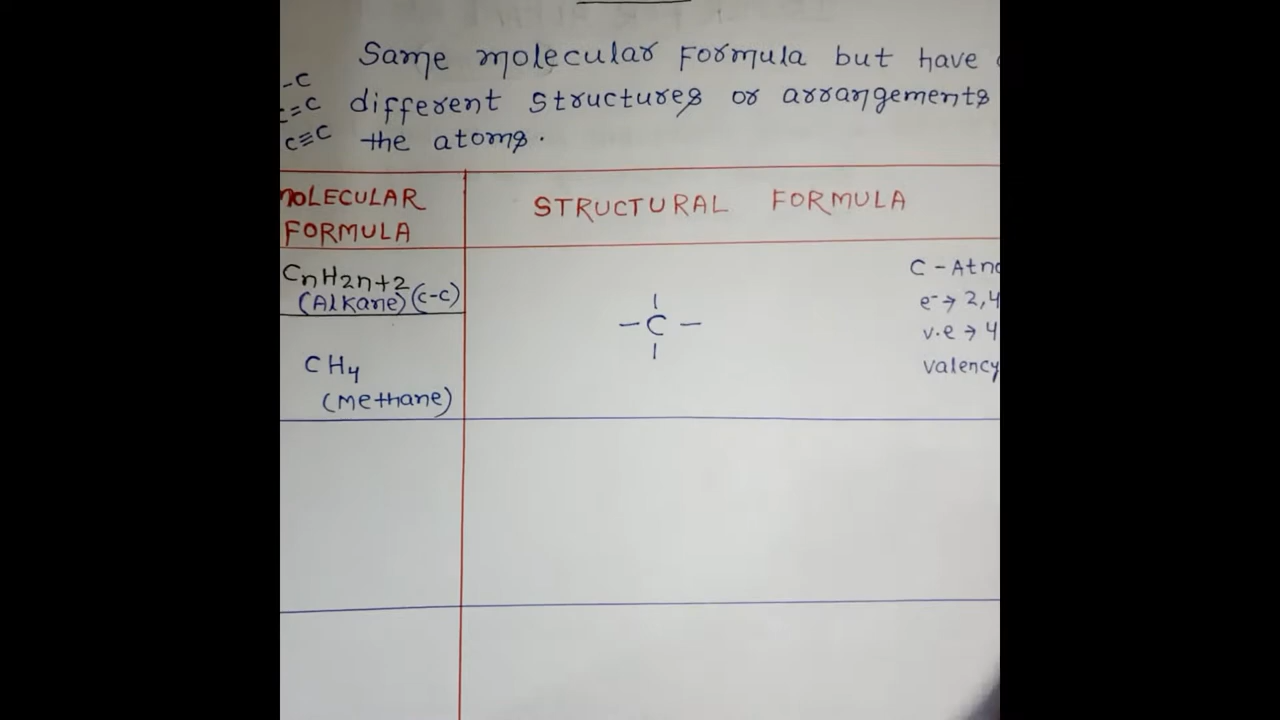 Same molecular Formula but have
-C
different structures or arrangements
=C
C≡C
the atoms.
MOLECULAR
FORMULA
STRUCTURAL FORMULA
CnH2n+2
(Alkane) (C-C)
CH4
(Methane)
-C-
C - Atno
e- → 2,4
v.e → 4
valency